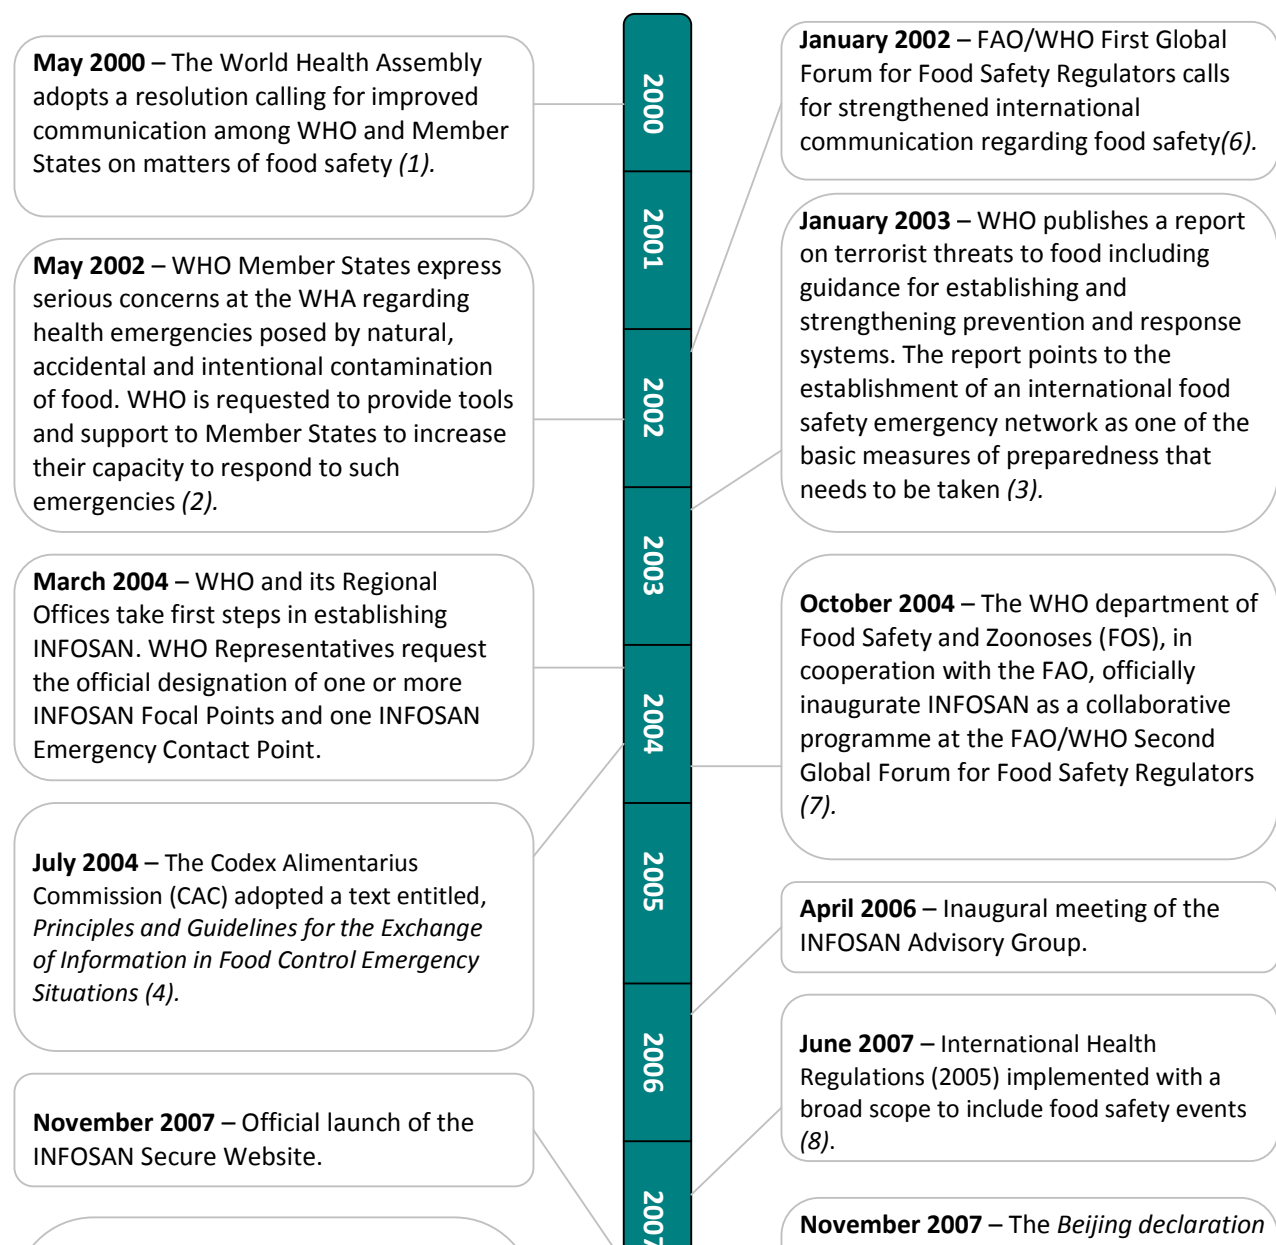 May 2000 – The World Health Assembly
adopts a resolution calling for improved
communication among WHO and Member
States on matters of food safety (1).
May 2002 – WHO Member States express
serious concerns at the WHA regarding
health emergencies posed by natural,
accidental and intentional contamination
of food. WHO is requested to provide tools
and support to Member States to increase
their capacity to respond to such
emergencies (2).
March 2004 – WHO and its Regional
Offices take first steps in establishing
INFOSAN. WHO Representatives request
the official designation of one or more
INFOSAN Focal Points and one INFOSAN
Emergency Contact Point.
July 2004 – The Codex Alimentarius
Commission (CAC) adopted a text entitled,
Principles and Guidelines for the Exchange
of Information in Food Control Emergency
Situations (4).
November 2007 – Official launch of the
INFOSAN Secure Website.
2000
2001
2002
2003
2004
2005
2006
2007
January 2002 – FAO/WHO First Global
Forum for Food Safety Regulators calls
for strengthened international
communication regarding food safety(6).
January 2003 – WHO publishes a report
on terrorist threats to food including
guidance for establishing and
strengthening prevention and response
systems. The report points to the
establishment of an international food
safety emergency network as one of the
basic measures of preparedness that
needs to be taken (3).
October 2004 – The WHO department of
Food Safety and Zoonoses (FOS), in
cooperation with the FAO, officially
inaugurate INFOSAN as a collaborative
programme at the FAO/WHO Second
Global Forum for Food Safety Regulators
(7).
April 2006 – Inaugural meeting of the
INFOSAN Advisory Group.
June 2007 – International Health
Regulations (2005) implemented with a
broad scope to include food safety events
(8).
November 2007 – The Beijing declaration